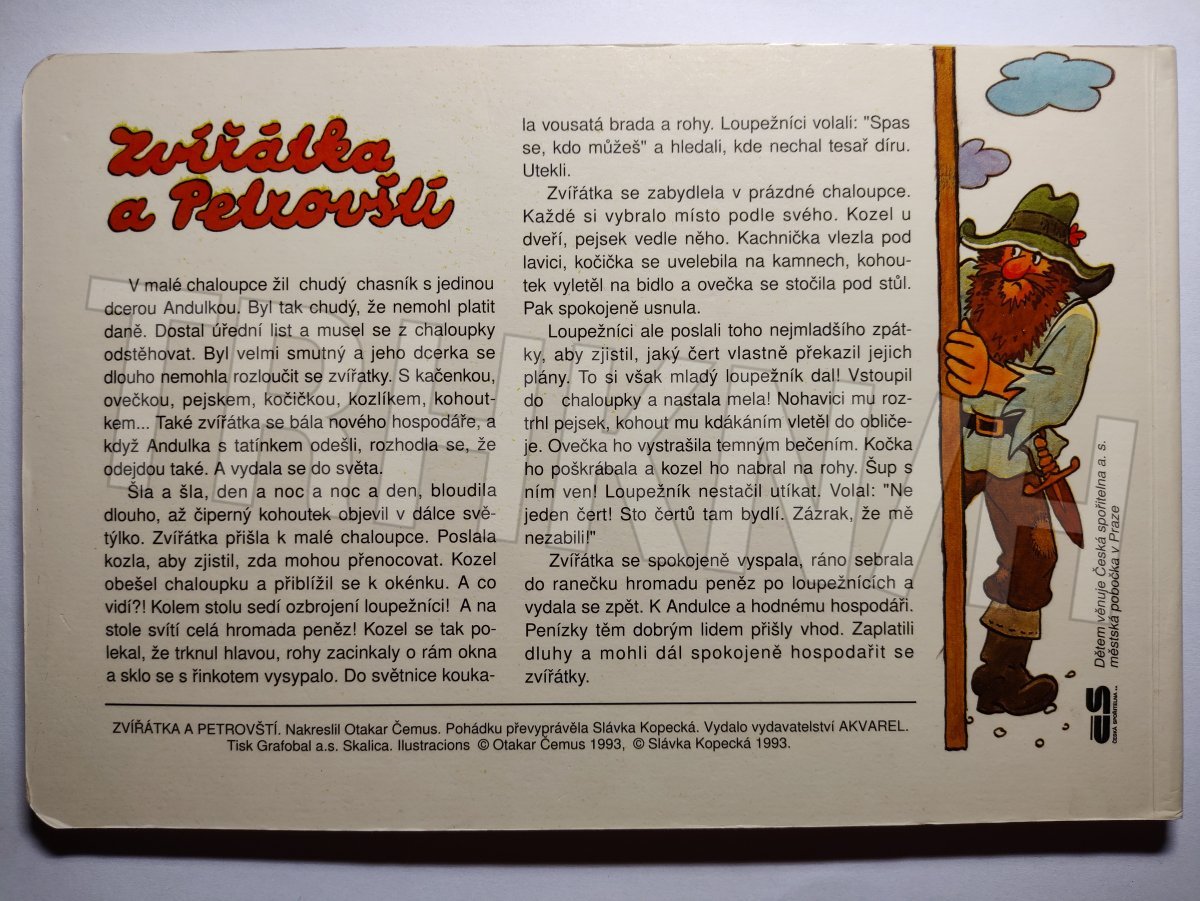 Zvířátka
a Petrovští
V malé chaloupce žil chudý chasník s jedinou
dcerou Andulkou. Byl tak chudý, že nemohl platit
daně. Dostal úřední list a musel se z chaloupky
odstěhovat. Byl velmi smutný a jeho dcerka se
dlouho nemohla rozloučit se zvířatky. S kačenkou,
ovečkou, pejskem, kočičkou, kozlíkem, kohout-
kem... Také zvířátka se bála nového hospodáře, a
když Andulka s tatínkem odešli, rozhodla se, že
odejdou také. A vydala se do světa.
Šla a šla, den a noc a noc a den, bloudila
dlouho, až čiperný kohoutek objevil v dálce svě-
týlko. Zvířátka přišla k malé chaloupce. Poslala
kozla, aby zjistil, zda mohou přenocovat. Kozel
obešel chaloupku a přiblížil se k okénku. A co
vidí?! Kolem stolu sedí ozbrojení loupežníci! A na
stole svítí celá hromada peněz! Kozel se tak po-
lekal, že trknul hlavou, rohy zacinkaly o rám okna
a sklo se s řinkotem vysypalo. Do světnice kouka-
la vousatá brada a rohy. Loupežníci volali: "Spas
se, kdo můžeš" a hledali, kde nechal tesař díru.
Utekli.
Zvířátka se zabydlela v prázdné chaloupce.
Každé si vybralo místo podle svého. Kozel u
dveří, pejsek vedle něho. Kachnička vlezla pod
lavici, kočička se uvelebila na kamnech, kohou-
tek vyletěl na bidlo a ovečka se stočila pod stůl.
Pak spokojeně usnula.
Loupežníci ale poslali toho nejmladšího zpát-
ky, aby zjistil, jaký čert vlastně překazil jejich
plány. To si však mladý loupežník dal! Vstoupil
do chaloupky a nastala mela! Nohavici mu roz-
trhl pejsek, kohout mu kdákáním vletěl do obliče-
je. Ovečka ho vystrašila temným bečením. Kočka
ho poškrábala a kozel ho nabral na rohy. Šup s
ním ven! Loupežník nestačil utíkat. Volal: "Ne
jeden čert! Sto čertů tam bydlí. Zázrak, že mě
nezabili!"
Zvířátka se spokojeně vyspala, ráno sebrala
do ranečku hromadu peněz po loupežnících a
vydala se zpět. K Andulce a hodnému hospodáři.
Penízky těm dobrým lidem přišly vhod. Zaplatili
dluhy a mohli dál spokojeně hospodařit se
zvířátky.
ZVÍŘÁTKA A PETROVŠTÍ. Nakreslil Otakar Čemus. Pohádku převyprávěla Slávka Kopecká. Vydalo vydavatelství AKVAREL.
Tisk Grafobal a.s. Skalica. Ilustracions © Otakar Čemus 1993, © Slávka Kopecká 1993.
Dětem věnuje Česká spořitelna a. s.
městská pobočka v Praze
ČS
ČESKÁ SPOŘITELNA a.s.
TRHKNIH